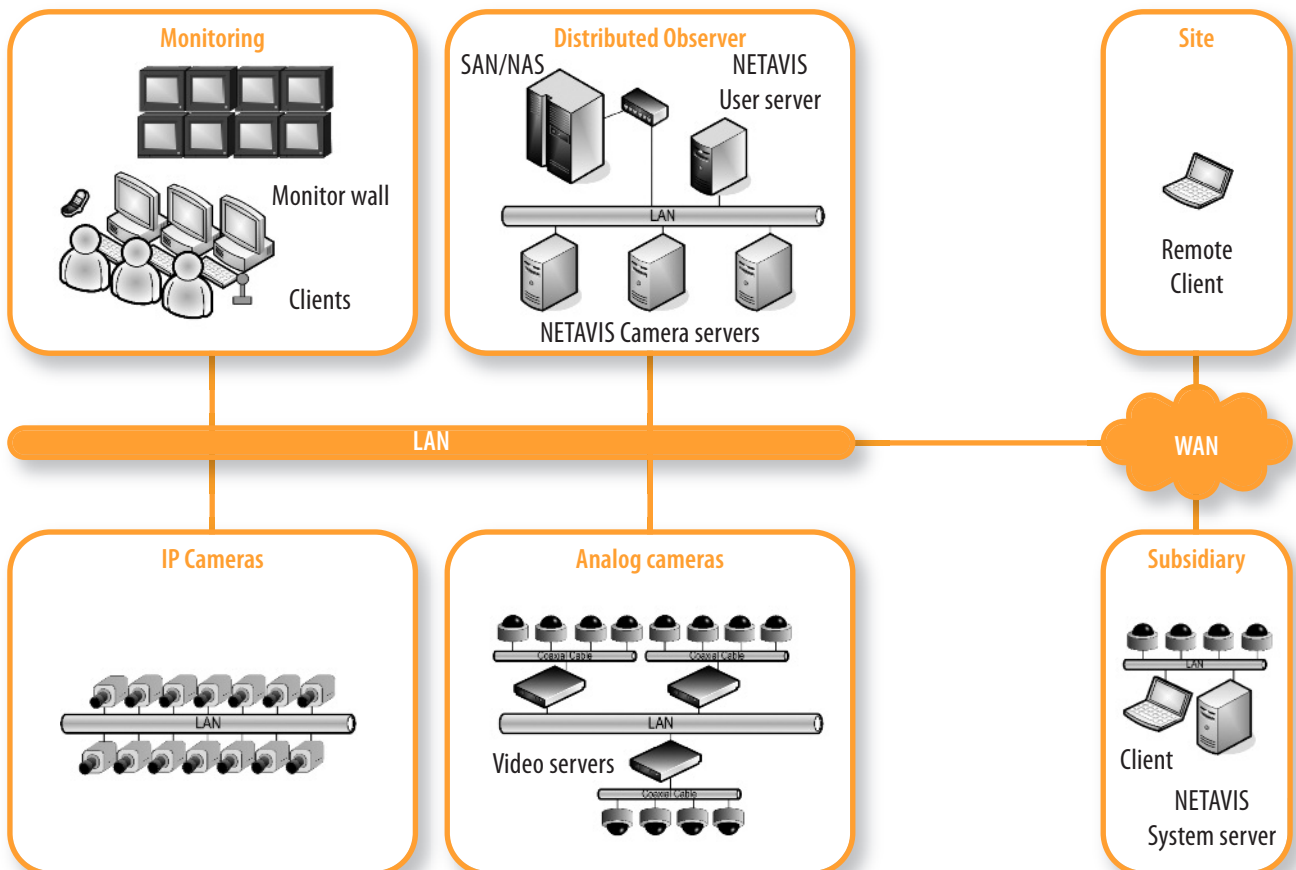 Monitoring
Monitor wall
Clients
Distributed Observer
SAN/NAS
NETAVIS
User server
LAN
NETAVIS Camera servers
Site
Remote
Client
LAN
WAN
IP Cameras
LAN
Analog cameras
Coaxial Cable
Coaxial Cable
LAN
Video servers
Coaxial Cable
Subsidiary
LAN
Client
NETAVIS
System server